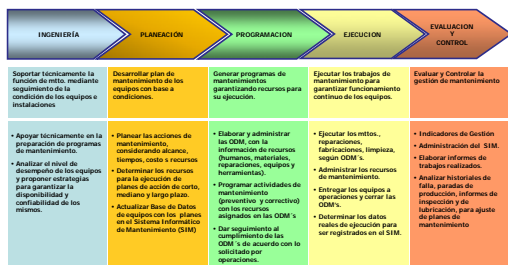 INGENIERÍA
PLANEACIÓN
PROGRAMACION
EJECUCION
EVALUACION
Y
CONTROL
Soportar técnicamente la
función de mtto. mediante
seguimiento de la
condición de los equipos e
instalaciones
Desarrollar plan de
mantenimiento de los
equipos con base a
condiciones.
Generar programas de
mantenimientos
garantizando recursos para
su ejecución.
Ejecutar los trabajos de
mantenimiento para
garantizar funcionamiento
continuo de los equipos.
Evaluar y Controlar la
gestión de mantenimiento
• Apoyar técnicamente en la
preparación de programas
de mantenimiento.
• Analizar el nivel de
desempeño de los equipos
y proponer estrategias
para garantizar la
disponibilidad y
confiabilidad de los
mismos.
• Planear las acciones de
mantenimiento,
considerando alcance,
tiempos, costo s recursos
• Determinar los recursos
para la ejecución de
planes de acción de corto,
mediano y largo plazo.
• Actualizar Base de Datos
de equipos con los planes
en el Sistema Informático
de Mantenimiento (SIM)
• Elaborar y administrar
las ODM, con la
información de recursos
(humanos, materiales,
reparaciones, equipos y
herramientas).
• Programar actividades de
mantenimiento
(preventivo y correctivo)
con los recursos
asignados en las ODM´s
• Dar seguimiento al
cumplimiento de las
ODM´s de acuerdo con lo
solicitado por
operaciones.
• Ejecutar los mttos.,
reparaciones,
fabricaciones, limpieza,
según ODM´s.
• Administrar los recursos
de mantenimiento.
• Entregar los equipos a
operaciones y cerrar las
ODM's.
• Determinar los datos
reales de ejecución para
ser registrados en el SIM.
• Indicadores de Gestión
• Administración del SIM.
• Elaborar informes de
trabajos realizados.
• Analizar historiales de
falla, paradas de
producción, informes de
inspección y de
lubricación, para ajuste
de planes de
mantenimiento